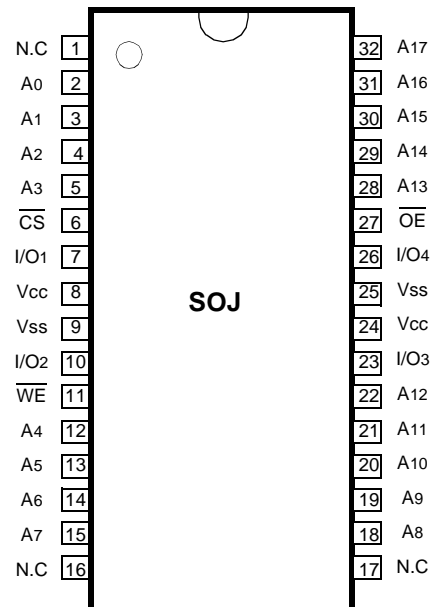 N.C 1 32 A17
A0 2 31 A16
A1 3 30 A15
A2 4 29 A14
A3 5 28 A13
C̅S̅ 6 27 O̅E̅
I/O1 7 26 I/O4
Vcc 8 25 Vss
SOJ
Vss 9 24 Vcc
I/O2 10 23 I/O3
W̅E̅ 11 22 A12
A4 12 21 A11
A5 13 20 A10
A6 14 19 A9
A7 15 18 A8
N.C 16 17 N.C